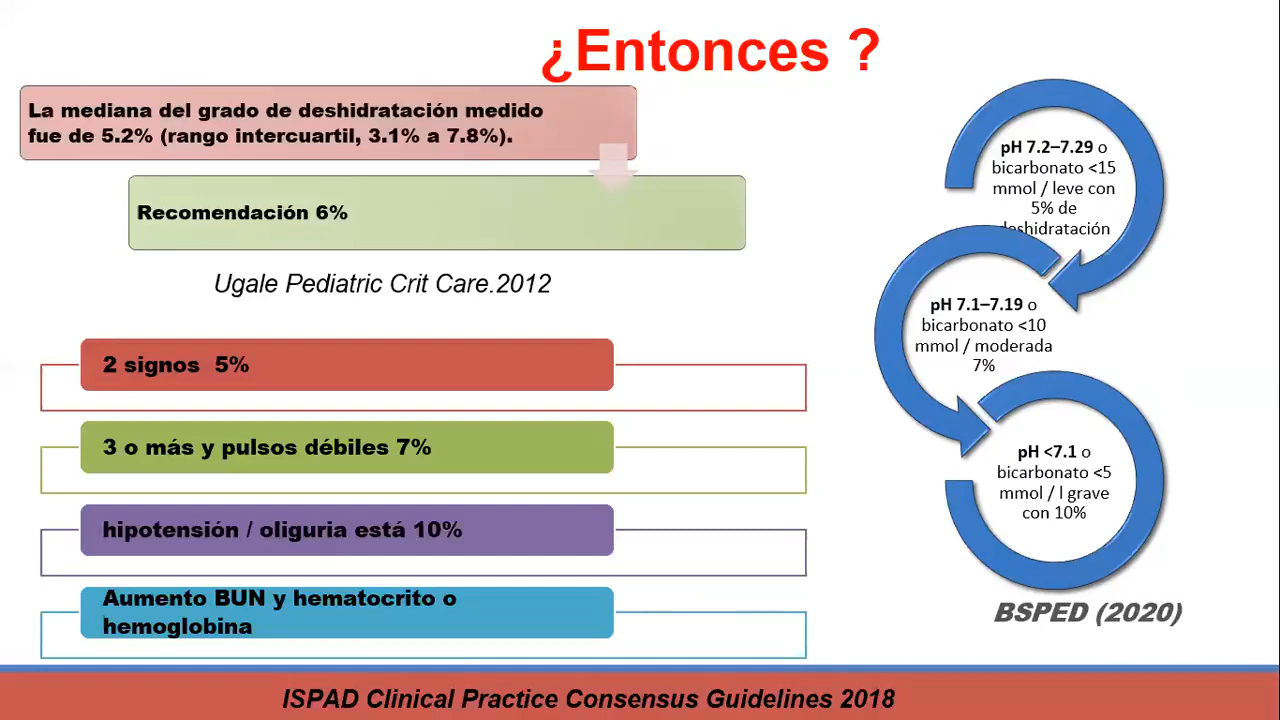 ¿Entonces ?
La mediana del grado de deshidratación medido
fue de 5.2% (rango intercuartil, 3.1% a 7.8%).
Recomendación 6%
Ugale Pediatric Crit Care.2012
2 signos 5%
3 o más y pulsos débiles 7%
hipotensión / oliguria está 10%
Aumento BUN y hematocrito o
hemoglobina
pH 7.2–7.29 o
bicarbonato <15
mmol / leve con
5% de
deshidratación
pH 7.1–7.19 o
bicarbonato <10
mmol / moderada
7%
pH <7.1 o
bicarbonato <5
mmol / l grave
con 10%
BSPED (2020)
ISPAD Clinical Practice Consensus Guidelines 2018